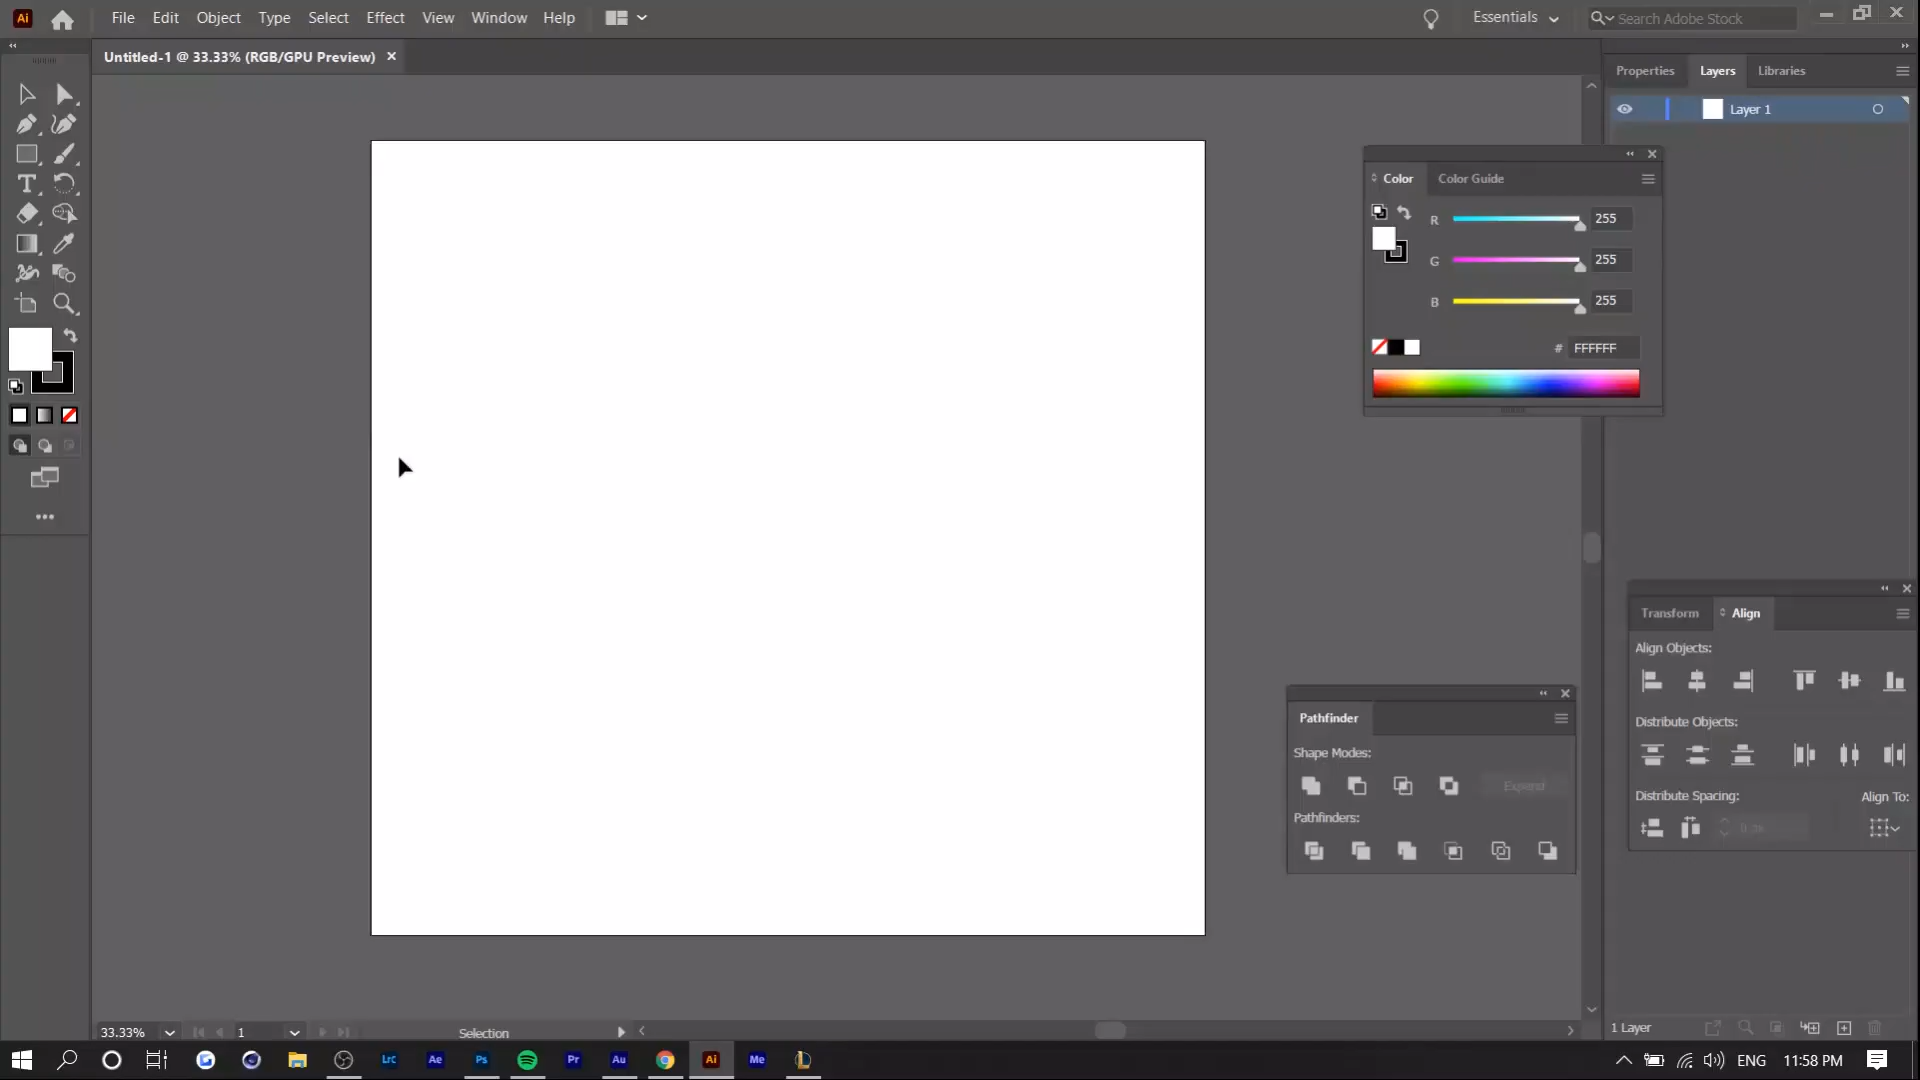 Ai File Edit Object Type Select Effect View Window Help Essentials Search Adobe Stock
Untitled-1 @ 33.33% (RGB/GPU Preview)
Properties Layers Libraries
Layer 1
Color Color Guide
R 255
G 255
B 255
# FFFFFF
Transform Align
Align Objects:
Distribute Objects:
Distribute Spacing: Align To:
Pathfinder
Shape Modes:
Expand
Pathfinders:
33.33% 1 Selection
1 Layer
Lrc Ae Ps Pr Au Ai Me ENG 11:58 PM